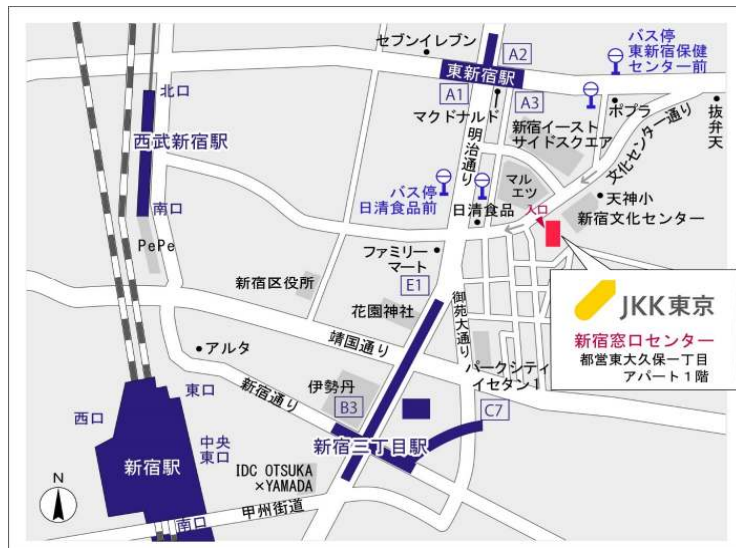 セブンイレブン
A2
バス停
東新宿保健
センター前
東新宿駅
A1
A3
マクドナルド
ポプラ
抜弁天
北口
西武新宿駅
新宿イースト
サイドスクエア
文化センター通り
明治通り
マル
エツ
バス停
日清食品前
天神小
南口
日清食品
入口
新宿文化センター
PePe
ファミリー
マート
新宿区役所
E1
JKK東京
花園神社
御苑大通り
新宿窓口センター
靖国通り
都営東大久保一丁目
アパート1階
アルタ
パークシティ
イセタン1
伊勢丹
新宿通り
東口
B3
C7
西口
中央
東口
新宿三丁目駅
新宿駅
IDC OTSUKA
×YAMADA
N
甲州街道
南口